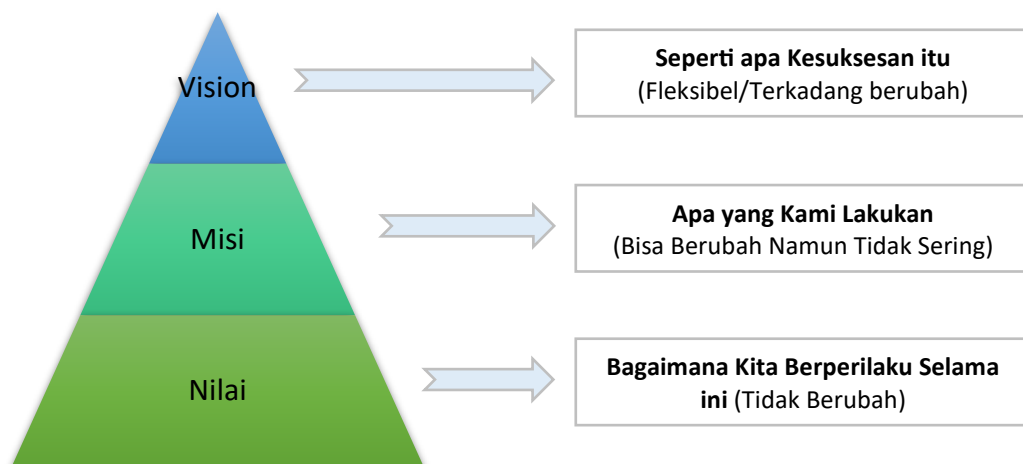 Vision
Seperti apa Kesuksesan itu
(Fleksibel/Terkadang berubah)
Misi
Apa yang Kami Lakukan
(Bisa Berubah Namun Tidak Sering)
Nilai
Bagaimana Kita Berperilaku Selama
ini (Tidak Berubah)